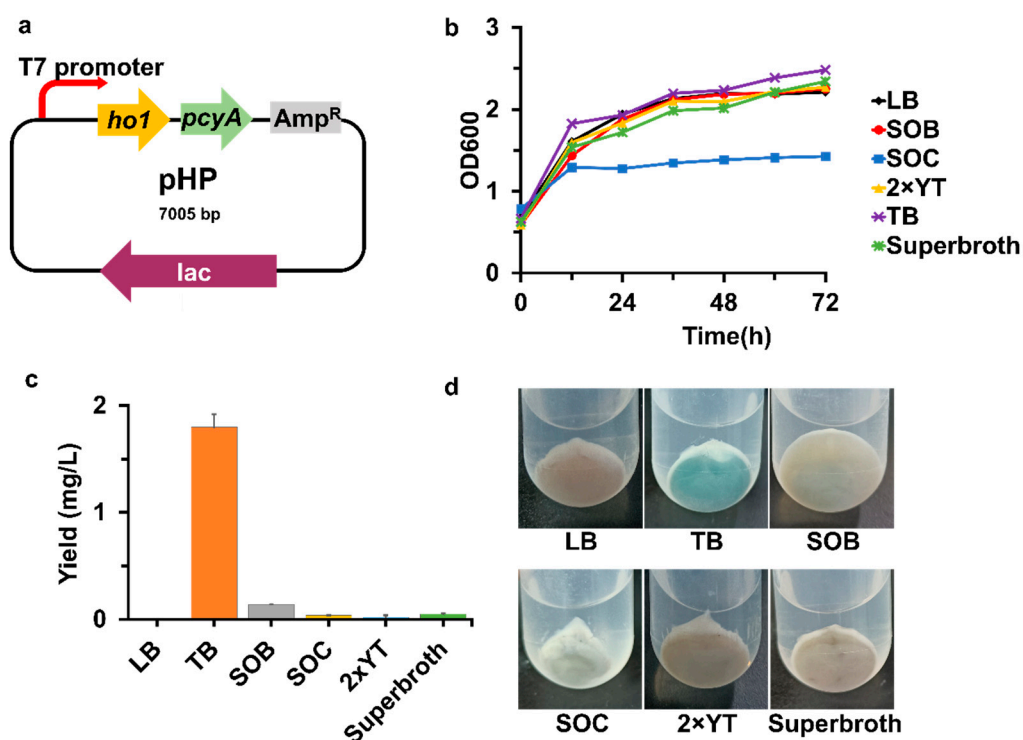 a
T7 promoter
ho1
pcyA
Amp^R
pHP
7005 bp
lac
b
OD600
3
2
1
0
0
24
48
72
Time(h)
LB
SOB
SOC
2×YT
TB
Superbroth
c
Yield (mg/L)
2
1
0
LB
TB
SOB
SOC
2xYT
Superbroth
d
LB TB SOB
SOC 2×YT Superbroth